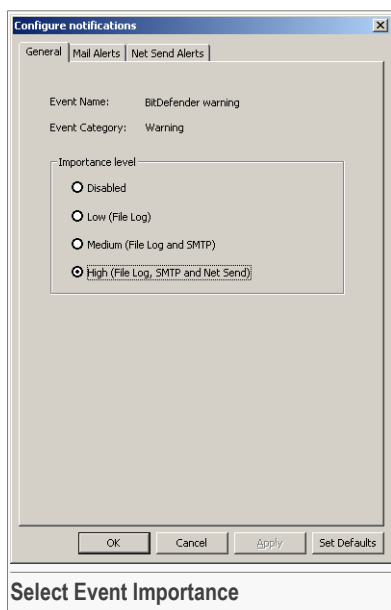 Configure notifications
General Mail Alerts Net Send Alerts
Event Name: BitDefender warning
Event Category: Warning
Importance level
Disabled
Low (File Log)
Medium (File Log and SMTP)
High (File Log, SMTP and Net Send)
OK Cancel Apply Set Defaults
Select Event Importance